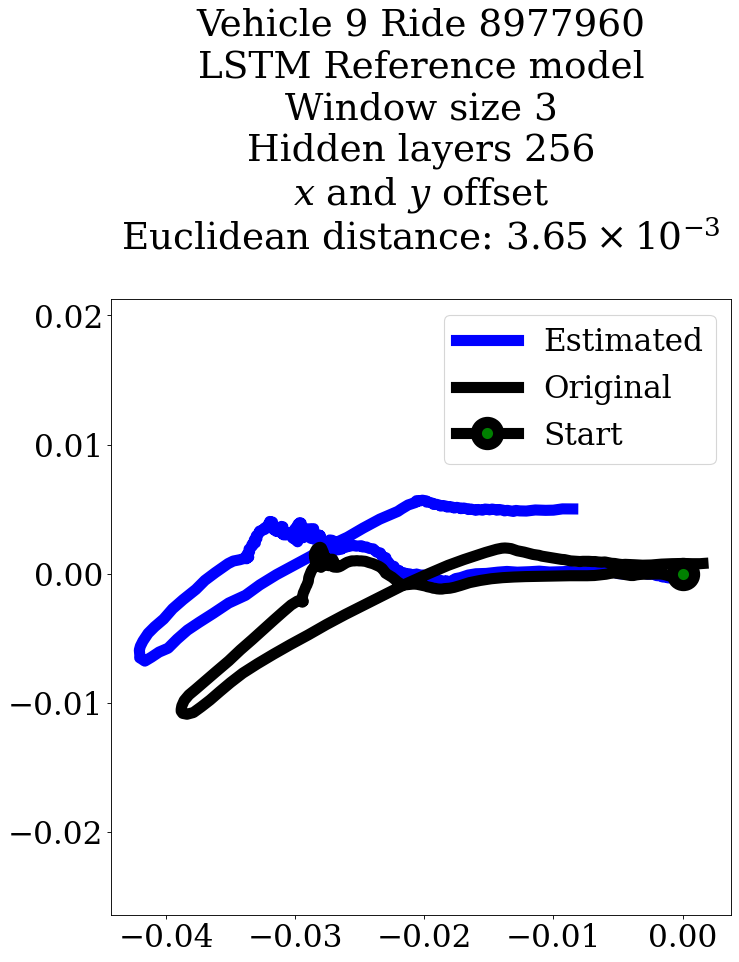 Vehicle 9 Ride 8977960
LSTM Reference model
Window size 3
Hidden layers 256
x and y offset
Euclidean distance: 3.65 × 10⁻³
Estimated
Original
Start
0.02
0.01
0.00
−0.01
−0.02
−0.04 −0.03 −0.02 −0.01 0.00